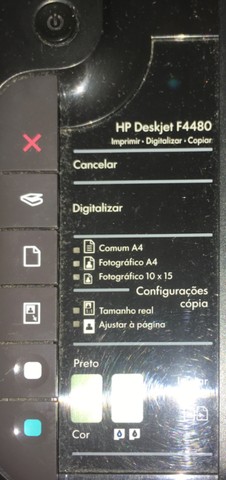 HP Deskjet F4480
Imprimir • Digitalizar • Copiar
Cancelar
Digitalizar
Comum A4
Fotográfico A4
Fotográfico 10 x 15
Configurações
cópia
Tamanho real
Ajustar à página
Preto
Cor